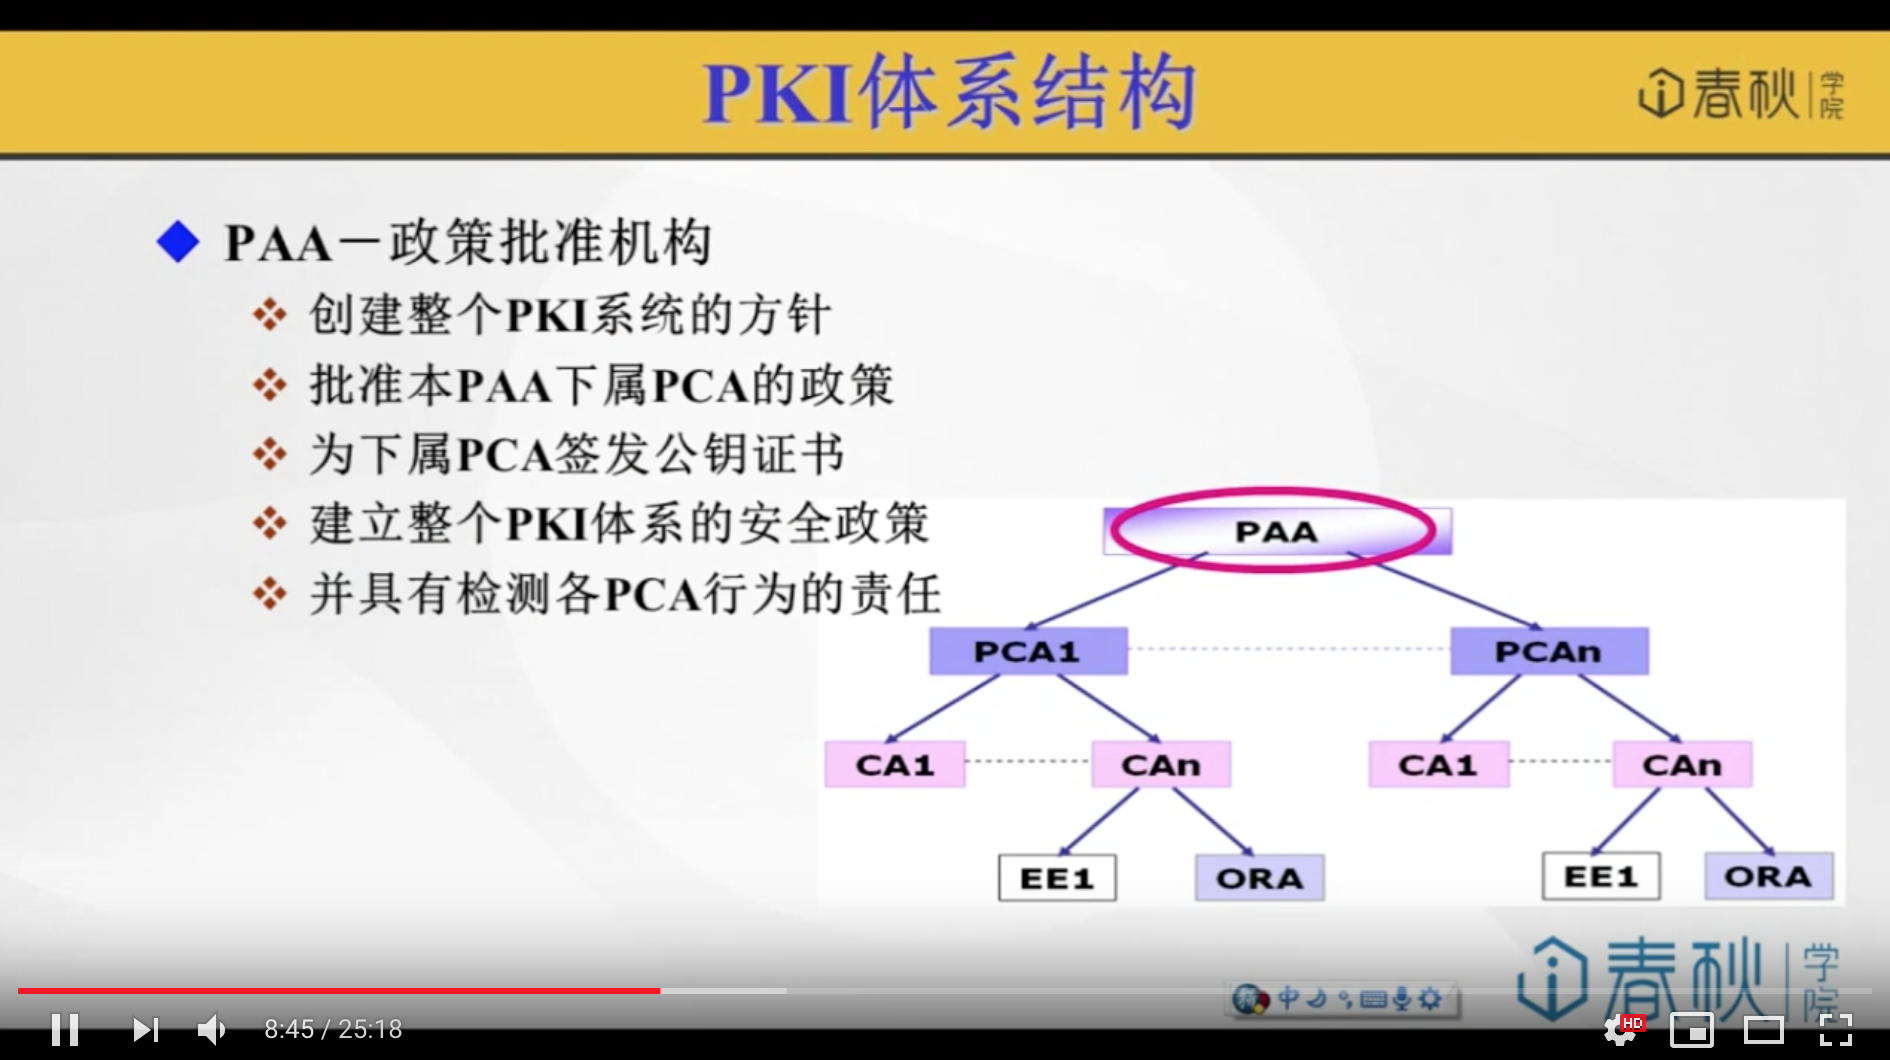 PKI体系结构
春秋学院
PAA－政策批准机构
创建整个PKI系统的方针
批准本PAA下属PCA的政策
为下属PCA签发公钥证书
建立整个PKI体系的安全政策
并具有检测各PCA行为的责任
PAA
PCA1 PCAn
CA1 CAn CA1 CAn
EE1 ORA EE1 ORA
春秋学院
中
8:45 / 25:18
HD